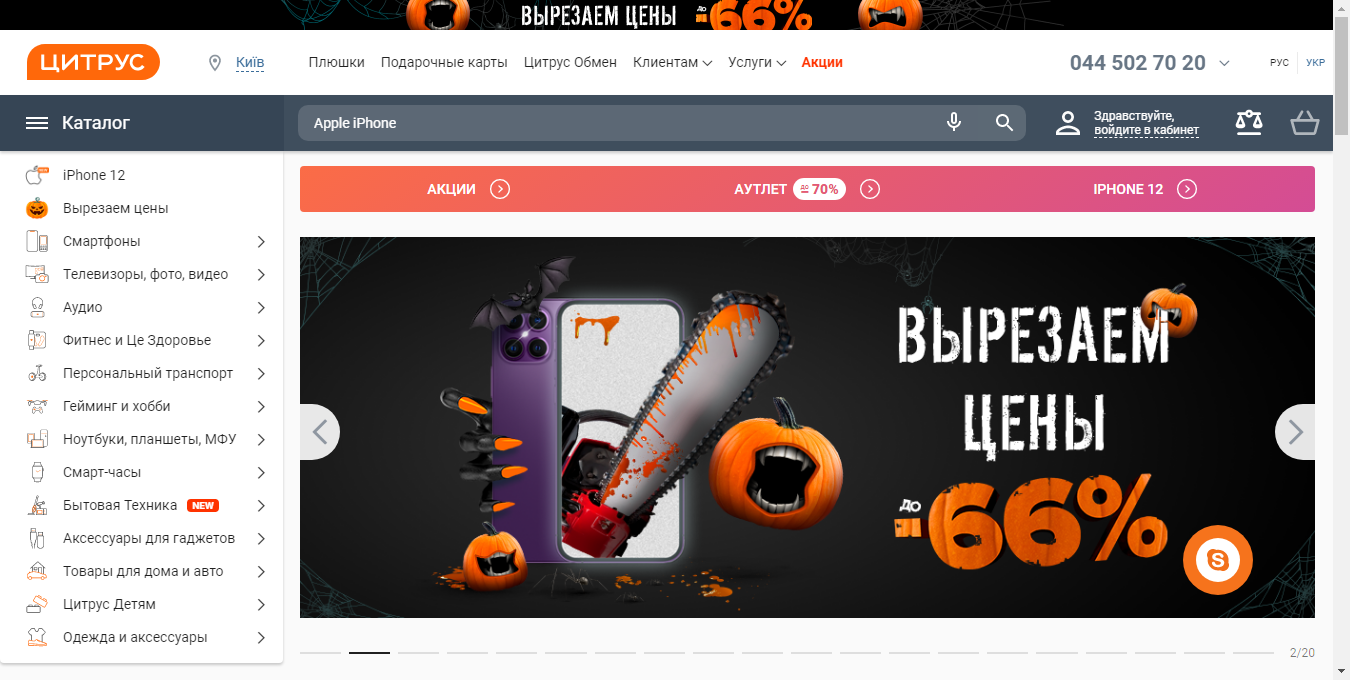 ВЫРЕЗАЕМ ЦЕНЫ ДО -66%
ЦИТРУС
Київ
Плюшки Подарочные карты Цитрус Обмен Клиентам Услуги Акции
044 502 70 20
РУС УКР
Каталог
Apple iPhone
Здравствуйте,
войдите в кабинет
iPhone 12
Вырезаем цены
Смартфоны
Телевизоры, фото, видео
Аудио
Фитнес и Це Здоровье
Персональный транспорт
Гейминг и хобби
Ноутбуки, планшеты, МФУ
Смарт-часы
Бытовая Техника NEW
Аксессуары для гаджетов
Товары для дома и авто
Цитрус Детям
Одежда и аксессуары
АКЦИИ
АУТЛЕТ ДО -70%
IPHONE 12
ВЫРЕЗАЕМ
ЦЕНЫ
ДО
-66%
2/20